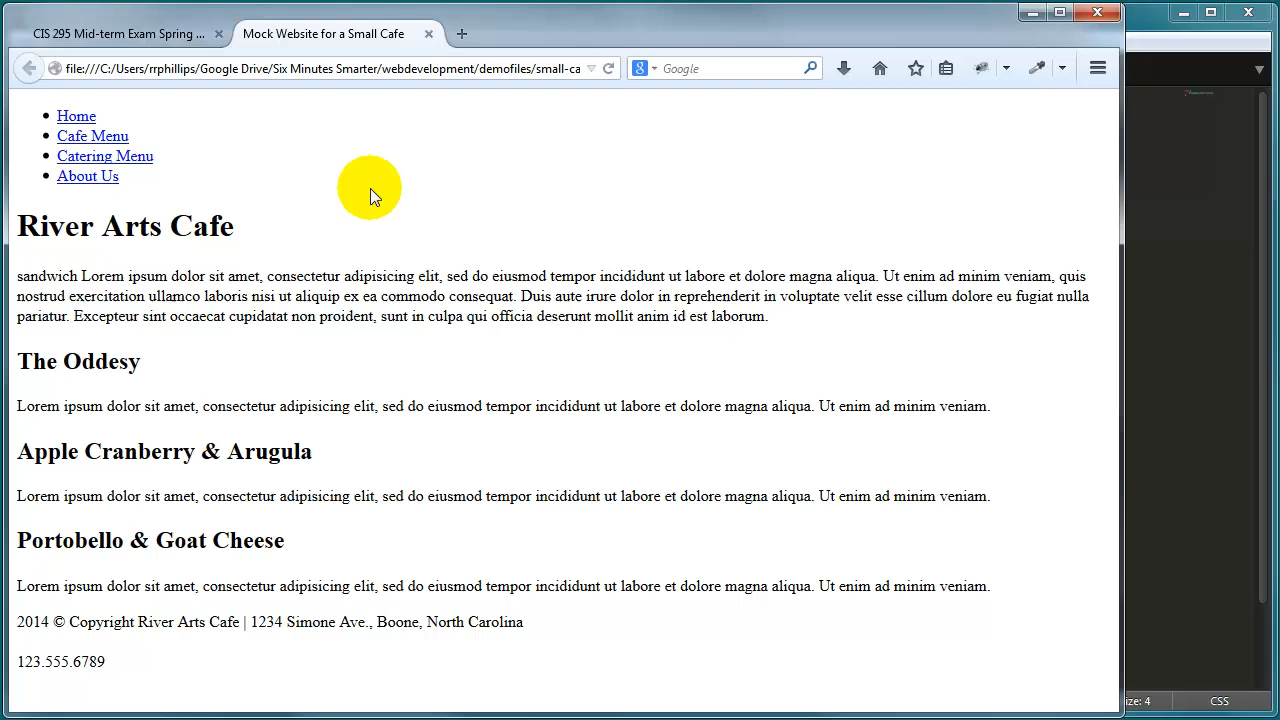 CIS 295 Mid-term Exam Spring ...
Mock Website for a Small Cafe
file:///C:/Users/rrphillips/Google Drive/Six Minutes Smarter/webdevelopment/demofiles/small-ca
8 Google
Home
Cafe Menu
Catering Menu
About Us
River Arts Cafe
sandwich Lorem ipsum dolor sit amet, consectetur adipisicing elit, sed do eiusmod tempor incididunt ut labore et dolore magna aliqua. Ut enim ad minim veniam, quis
nostrud exercitation ullamco laboris nisi ut aliquip ex ea commodo consequat. Duis aute irure dolor in reprehenderit in voluptate velit esse cillum dolore eu fugiat nulla
pariatur. Excepteur sint occaecat cupidatat non proident, sunt in culpa qui officia deserunt mollit anim id est laborum.
The Oddesy
Lorem ipsum dolor sit amet, consectetur adipisicing elit, sed do eiusmod tempor incididunt ut labore et dolore magna aliqua. Ut enim ad minim veniam.
Apple Cranberry & Arugula
Lorem ipsum dolor sit amet, consectetur adipisicing elit, sed do eiusmod tempor incididunt ut labore et dolore magna aliqua. Ut enim ad minim veniam.
Portobello & Goat Cheese
Lorem ipsum dolor sit amet, consectetur adipisicing elit, sed do eiusmod tempor incididunt ut labore et dolore magna aliqua. Ut enim ad minim veniam.
2014 © Copyright River Arts Cafe | 1234 Simone Ave., Boone, North Carolina
123.555.6789
ize: 4
CSS